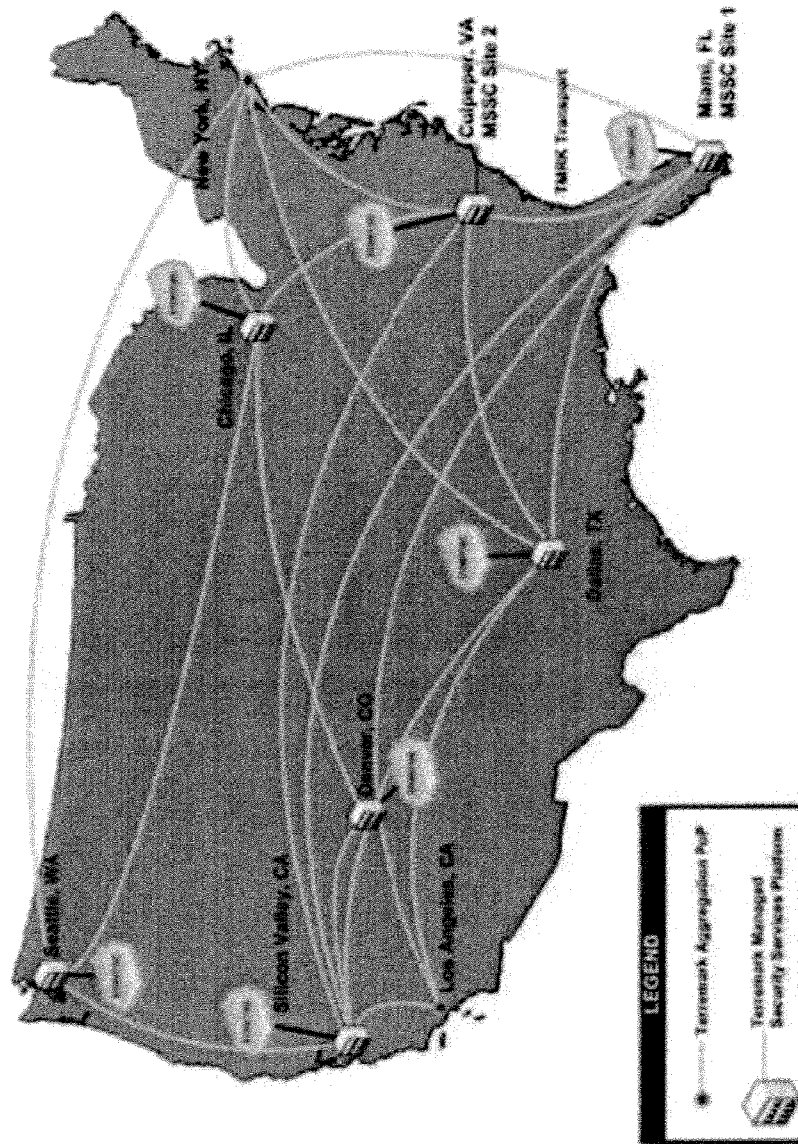 Seattle, WA
Silicon Valley, CA
Los Angeles, CA
Denver, CO
Dallas, TX
Chicago, IL
New York, NY
Culpeper, VA
MSSC Site 2
TMRK Transport
Miami, FL
MSSC Site 1
LEGEND
Terremark Aggregation PoP
Terremark Managed
Security Services Platform